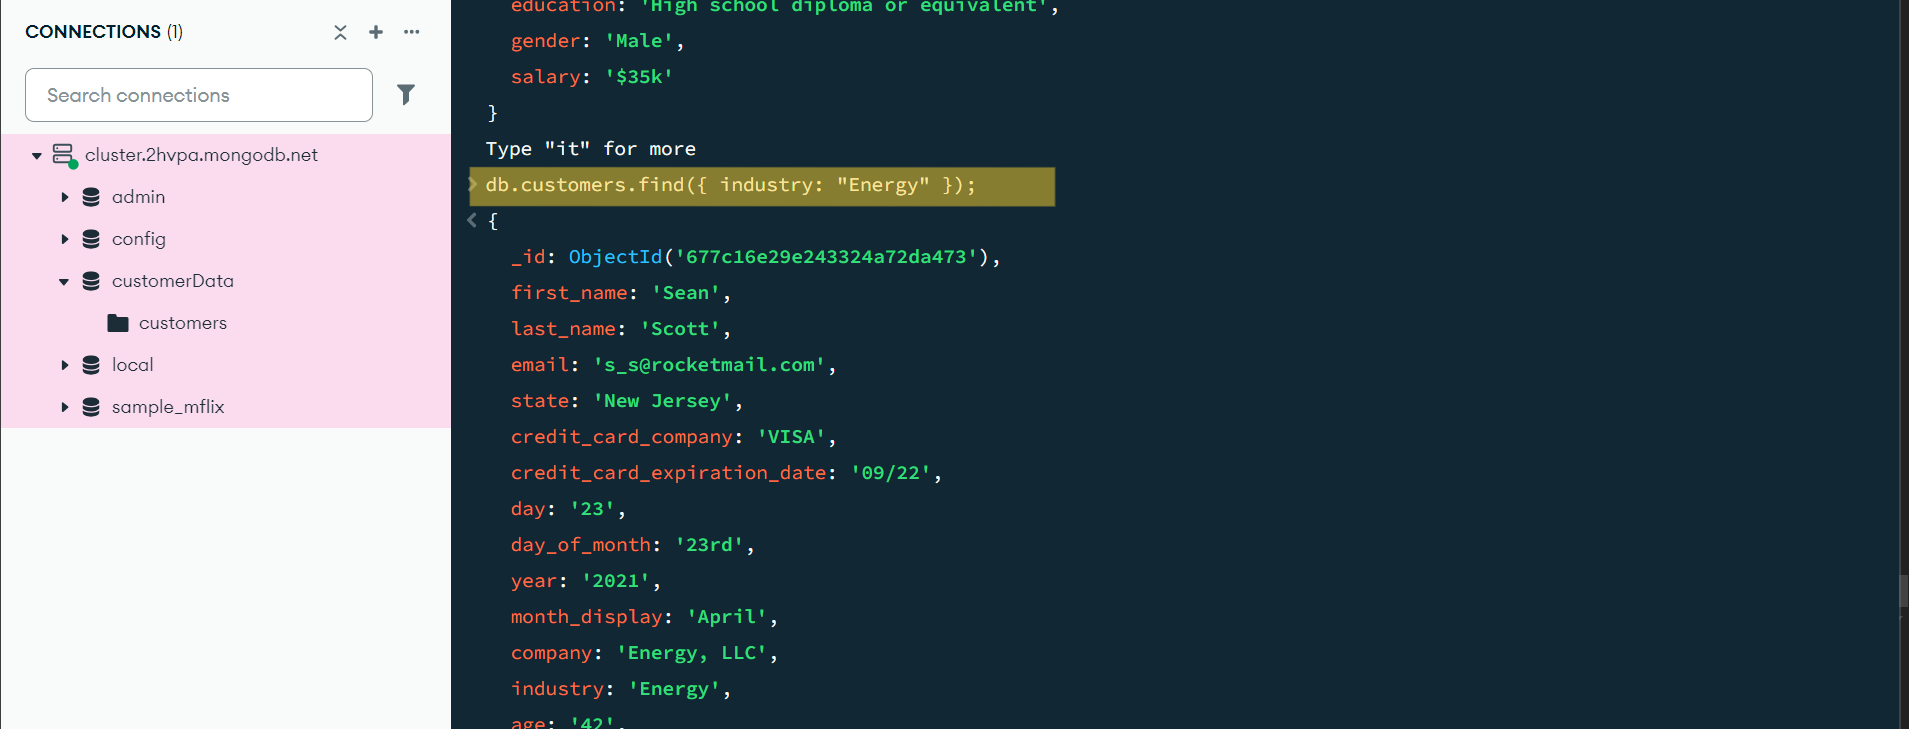 CONNECTIONS (1)
Search connections
cluster.2hvpa.mongodb.net
admin
config
customerData
customers
local
sample_mflix
education: 'High school diploma or equivalent',
gender: 'Male',
salary: '$35k'
}
Type "it" for more
> db.customers.find({ industry: "Energy" });
< {
_id: ObjectId('677c16e29e243324a72da473'),
first_name: 'Sean',
last_name: 'Scott',
email: 's_s@rocketmail.com',
state: 'New Jersey',
credit_card_company: 'VISA',
credit_card_expiration_date: '09/22',
day: '23',
day_of_month: '23rd',
year: '2021',
month_display: 'April',
company: 'Energy, LLC',
industry: 'Energy',
age: '42',